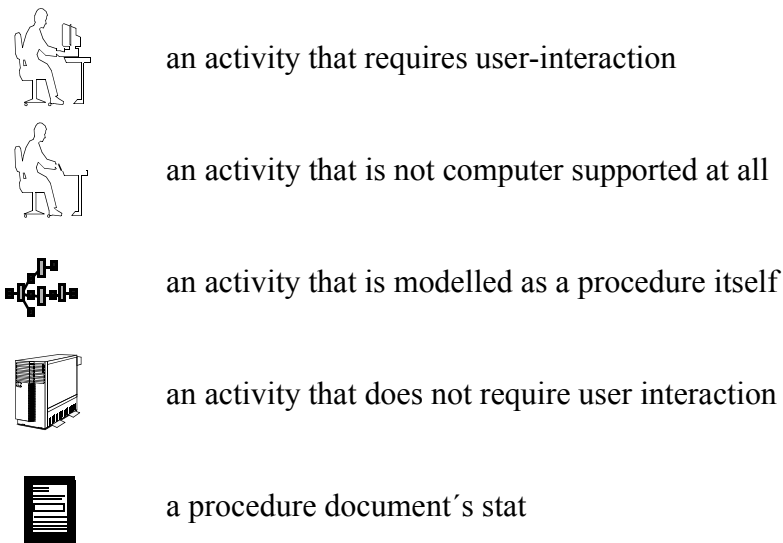 an activity that requires user-interaction
an activity that is not computer supported at all
an activity that is modelled as a procedure itself
an activity that does not require user interaction
a procedure document´s stat